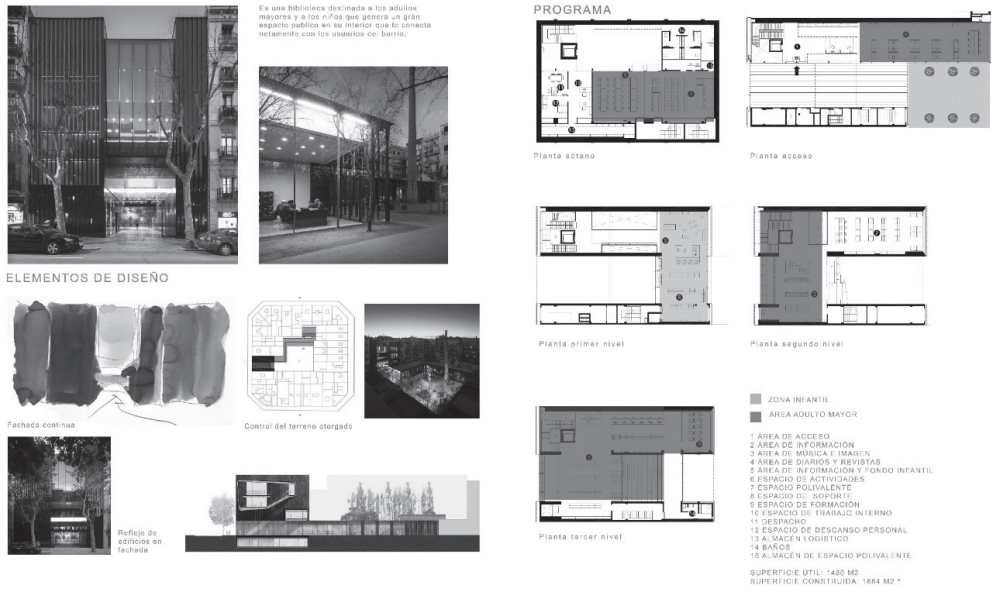 Es una biblioteca destinada a los adultos
mayores y a los niños que genera un gran
espacio publico en su interior que lo conecta
netamente con los usuarios del barrio.
ELEMENTOS DE DISEÑO
Fachada continua
Control del terreno otorgado
Reflejo de
edificios en
fachada
PROGRAMA
Planta sótano
Planta acceso
Planta primer nivel
Planta segundo nivel
Planta tercer nivel
ZONA INFANTIL
ÁREA ADULTO MAYOR
1 ÁREA DE ACCESO
2 ÁREA DE INFORMACIÓN
3 ÁREA DE MÚSICA E IMAGEN
4 ÁREA DE DIARIOS Y REVISTAS
5 ÁREA DE INFORMACIÓN Y FONDO INFANTIL
6 ESPACIO DE ACTIVIDADES
7 ESPACIO POLIVALENTE
8 ESPACIO DE SOPORTE
9 ESPACIO DE FORMACIÓN
10 ESPACIO DE TRABAJO INTERNO
11 DESPACHO
12 ESPACIO DE DESCANSO PERSONAL
13 ALMACÉN LOGÍSTICO
14 BAÑOS
15 ALMACÉN DE ESPACIO POLIVALENTE
SUPERFICIE ÚTIL: 1480 M2
SUPERFICIE CONSTRUIDA: 1884 M2 *